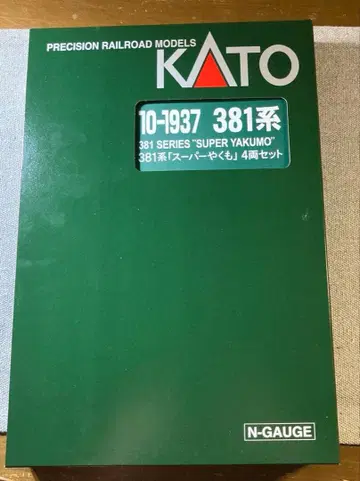 PRECISION RAILROAD MODELS
KATO
10-1937 381系
381 SERIES "SUPER YAKUMO"
381系「スーパーやくも」4両セット
N-GAUGE